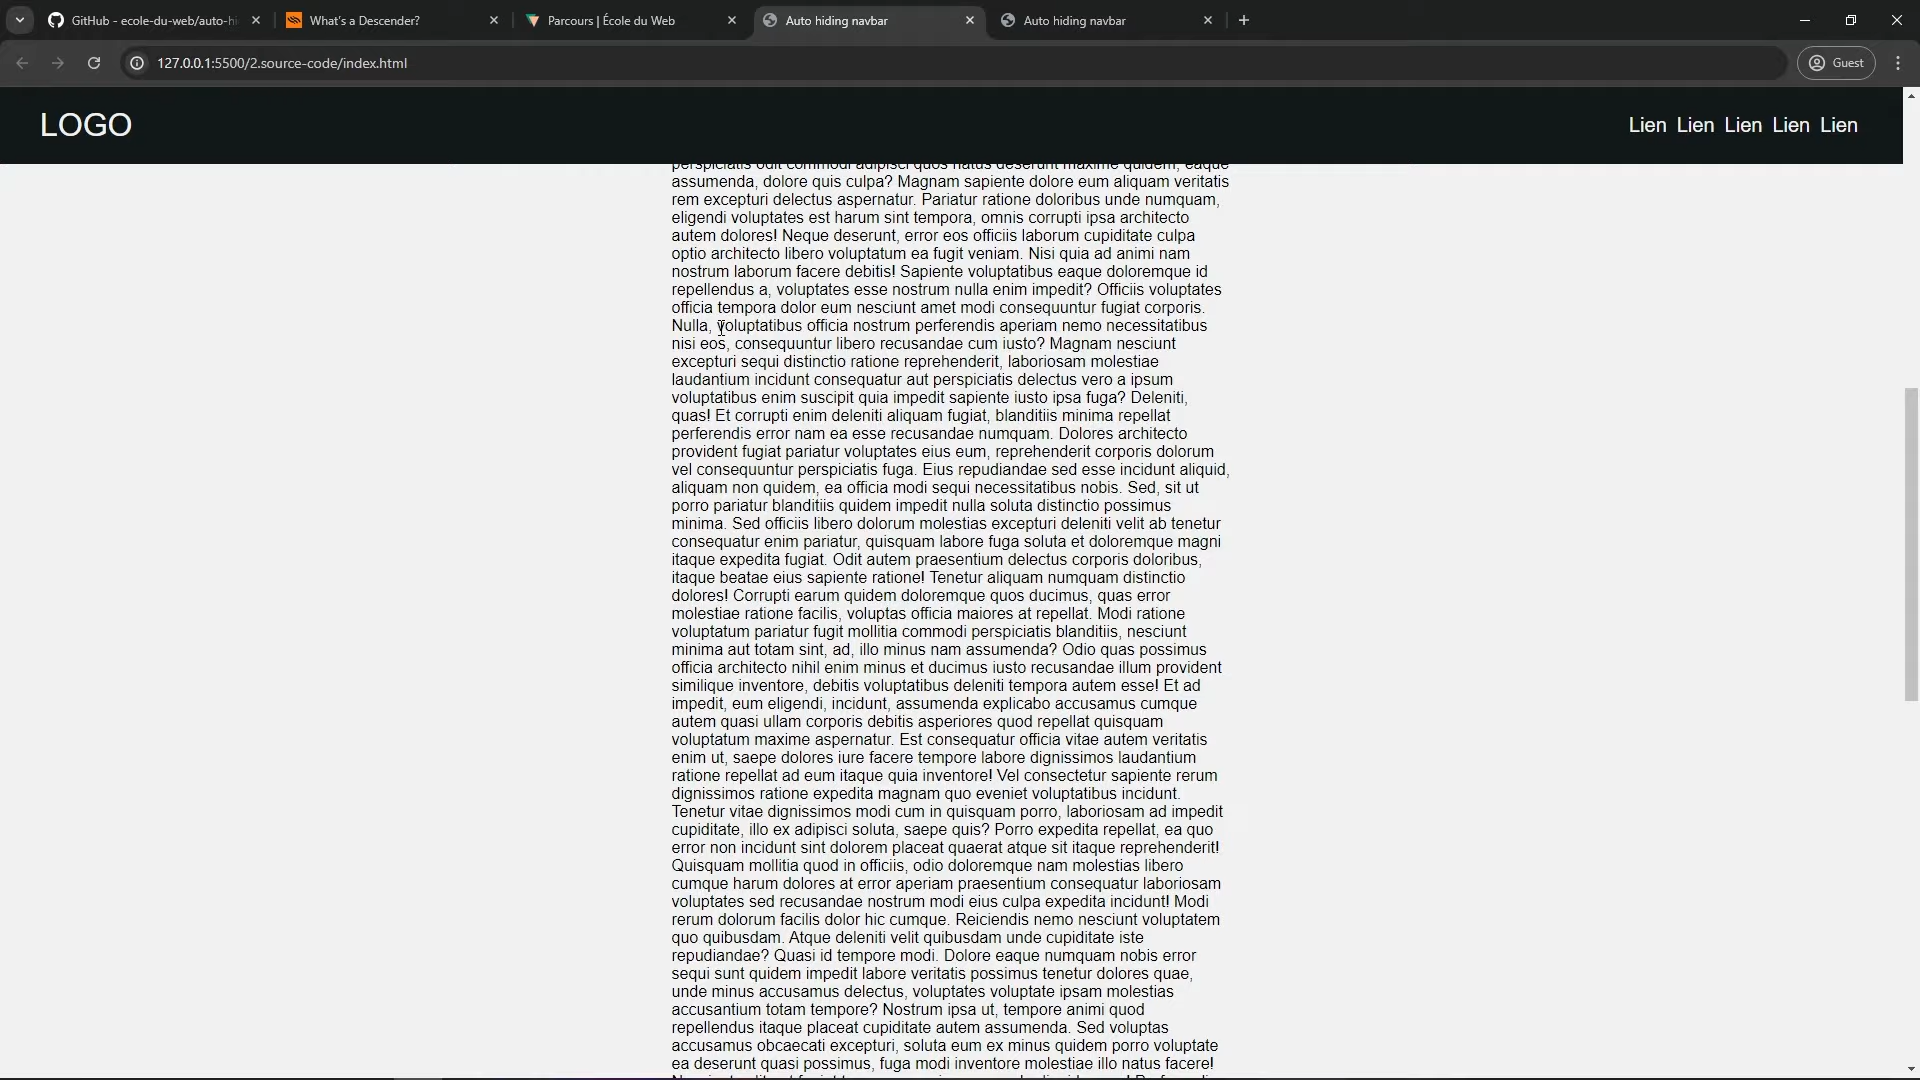 GitHub - ecole-du-web/auto-hi
What's a Descender?
Parcours | École du Web
Auto hiding navbar
Auto hiding navbar
127.0.0.1:5500/2.source-code/index.html
Guest
LOGO
Lien Lien Lien Lien Lien
perspiciatis odit commodi adipisci quos natus deserunt maxime quidem, eaque
assumenda, dolore quis culpa? Magnam sapiente dolore eum aliquam veritatis
rem excepturi delectus aspernatur. Pariatur ratione doloribus unde numquam,
eligendi voluptates est harum sint tempora, omnis corrupti ipsa architecto
autem dolores! Neque deserunt, error eos officiis laborum cupiditate culpa
optio architecto libero voluptatum ea fugit veniam. Nisi quia ad animi nam
nostrum laborum facere debitis! Sapiente voluptatibus eaque doloremque id
repellendus a, voluptates esse nostrum nulla enim impedit? Officiis voluptates
officia tempora dolor eum nesciunt amet modi consequuntur fugiat corporis.
Nulla, voluptatibus officia nostrum perferendis aperiam nemo necessitatibus
nisi eos, consequuntur libero recusandae cum iusto? Magnam nesciunt
excepturi sequi distinctio ratione reprehenderit, laboriosam molestiae
laudantium incidunt consequatur aut perspiciatis delectus vero a ipsum
voluptatibus enim suscipit quia impedit sapiente iusto ipsa fuga? Deleniti,
quas! Et corrupti enim deleniti aliquam fugiat, blanditiis minima repellat
perferendis error nam ea esse recusandae numquam. Dolores architecto
provident fugiat pariatur voluptates eius eum, reprehenderit corporis dolorum
vel consequuntur perspiciatis fuga. Eius repudiandae sed esse incidunt aliquid,
aliquam non quidem, ea officia modi sequi necessitatibus nobis. Sed, sit ut
porro pariatur blanditiis quidem impedit nulla soluta distinctio possimus
minima. Sed officiis libero dolorum molestias excepturi deleniti velit ab tenetur
consequatur enim pariatur, quisquam labore fuga soluta et doloremque magni
itaque expedita fugiat. Odit autem praesentium delectus corporis doloribus,
itaque beatae eius sapiente ratione! Tenetur aliquam numquam distinctio
dolores! Corrupti earum quidem doloremque quos ducimus, quas error
molestiae ratione facilis, voluptas officia maiores at repellat. Modi ratione
voluptatum pariatur fugit mollitia commodi perspiciatis blanditiis, nesciunt
minima aut totam sint, ad, illo minus nam assumenda? Odio quas possimus
officia architecto nihil enim minus et ducimus iusto recusandae illum provident
similique inventore, debitis voluptatibus deleniti tempora autem esse! Et ad
impedit, eum eligendi, incidunt, assumenda explicabo accusamus cumque
autem quasi ullam corporis debitis asperiores quod repellat quisquam
voluptatum maxime aspernatur. Est consequatur officia vitae autem veritatis
enim ut, saepe dolores iure facere tempore labore dignissimos laudantium
ratione repellat ad eum itaque quia inventore! Vel consectetur sapiente rerum
dignissimos ratione expedita magnam quo eveniet voluptatibus incidunt.
Tenetur vitae dignissimos modi cum in quisquam porro, laboriosam ad impedit
cupiditate, illo ex adipisci soluta, saepe quis? Porro expedita repellat, ea quo
error non incidunt sint dolorem placeat quaerat atque sit itaque reprehenderit!
Quisquam mollitia quod in officiis, odio doloremque nam molestias libero
cumque harum dolores at error aperiam praesentium consequatur laboriosam
voluptates sed recusandae nostrum modi eius culpa expedita incidunt! Modi
rerum dolorum facilis dolor hic cumque. Reiciendis nemo nesciunt voluptatem
quo quibusdam. Atque deleniti velit quibusdam unde cupiditate iste
repudiandae? Quasi id tempore modi. Dolore eaque numquam nobis error
sequi sunt quidem impedit labore veritatis possimus tenetur dolores quae,
unde minus accusamus delectus, voluptates voluptate ipsam molestias
accusantium totam tempore? Nostrum ipsa ut, tempore animi quod
repellendus itaque placeat cupiditate autem assumenda. Sed voluptas
accusamus obcaecati excepturi, soluta eum ex minus quidem porro voluptate
ea deserunt quasi possimus, fuga modi inventore molestiae illo natus facere!